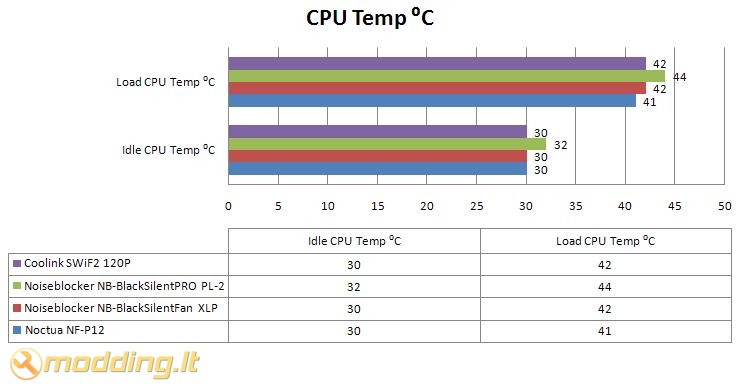 CPU Temp ºC
Load CPU Temp ºC
42
44
42
41
Idle CPU Temp ºC
30
32
30
30
0 5 10 15 20 25 30 35 40 45 50
Idle CPU Temp ºC Load CPU Temp ºC
Coolink SWiF2 120P 30 42
Noiseblocker NB-BlackSilentPRO PL-2 32 44
Noiseblocker NB-BlackSilentFan XLP 30 42
Noctua NF-P12 30 41
modding.lt